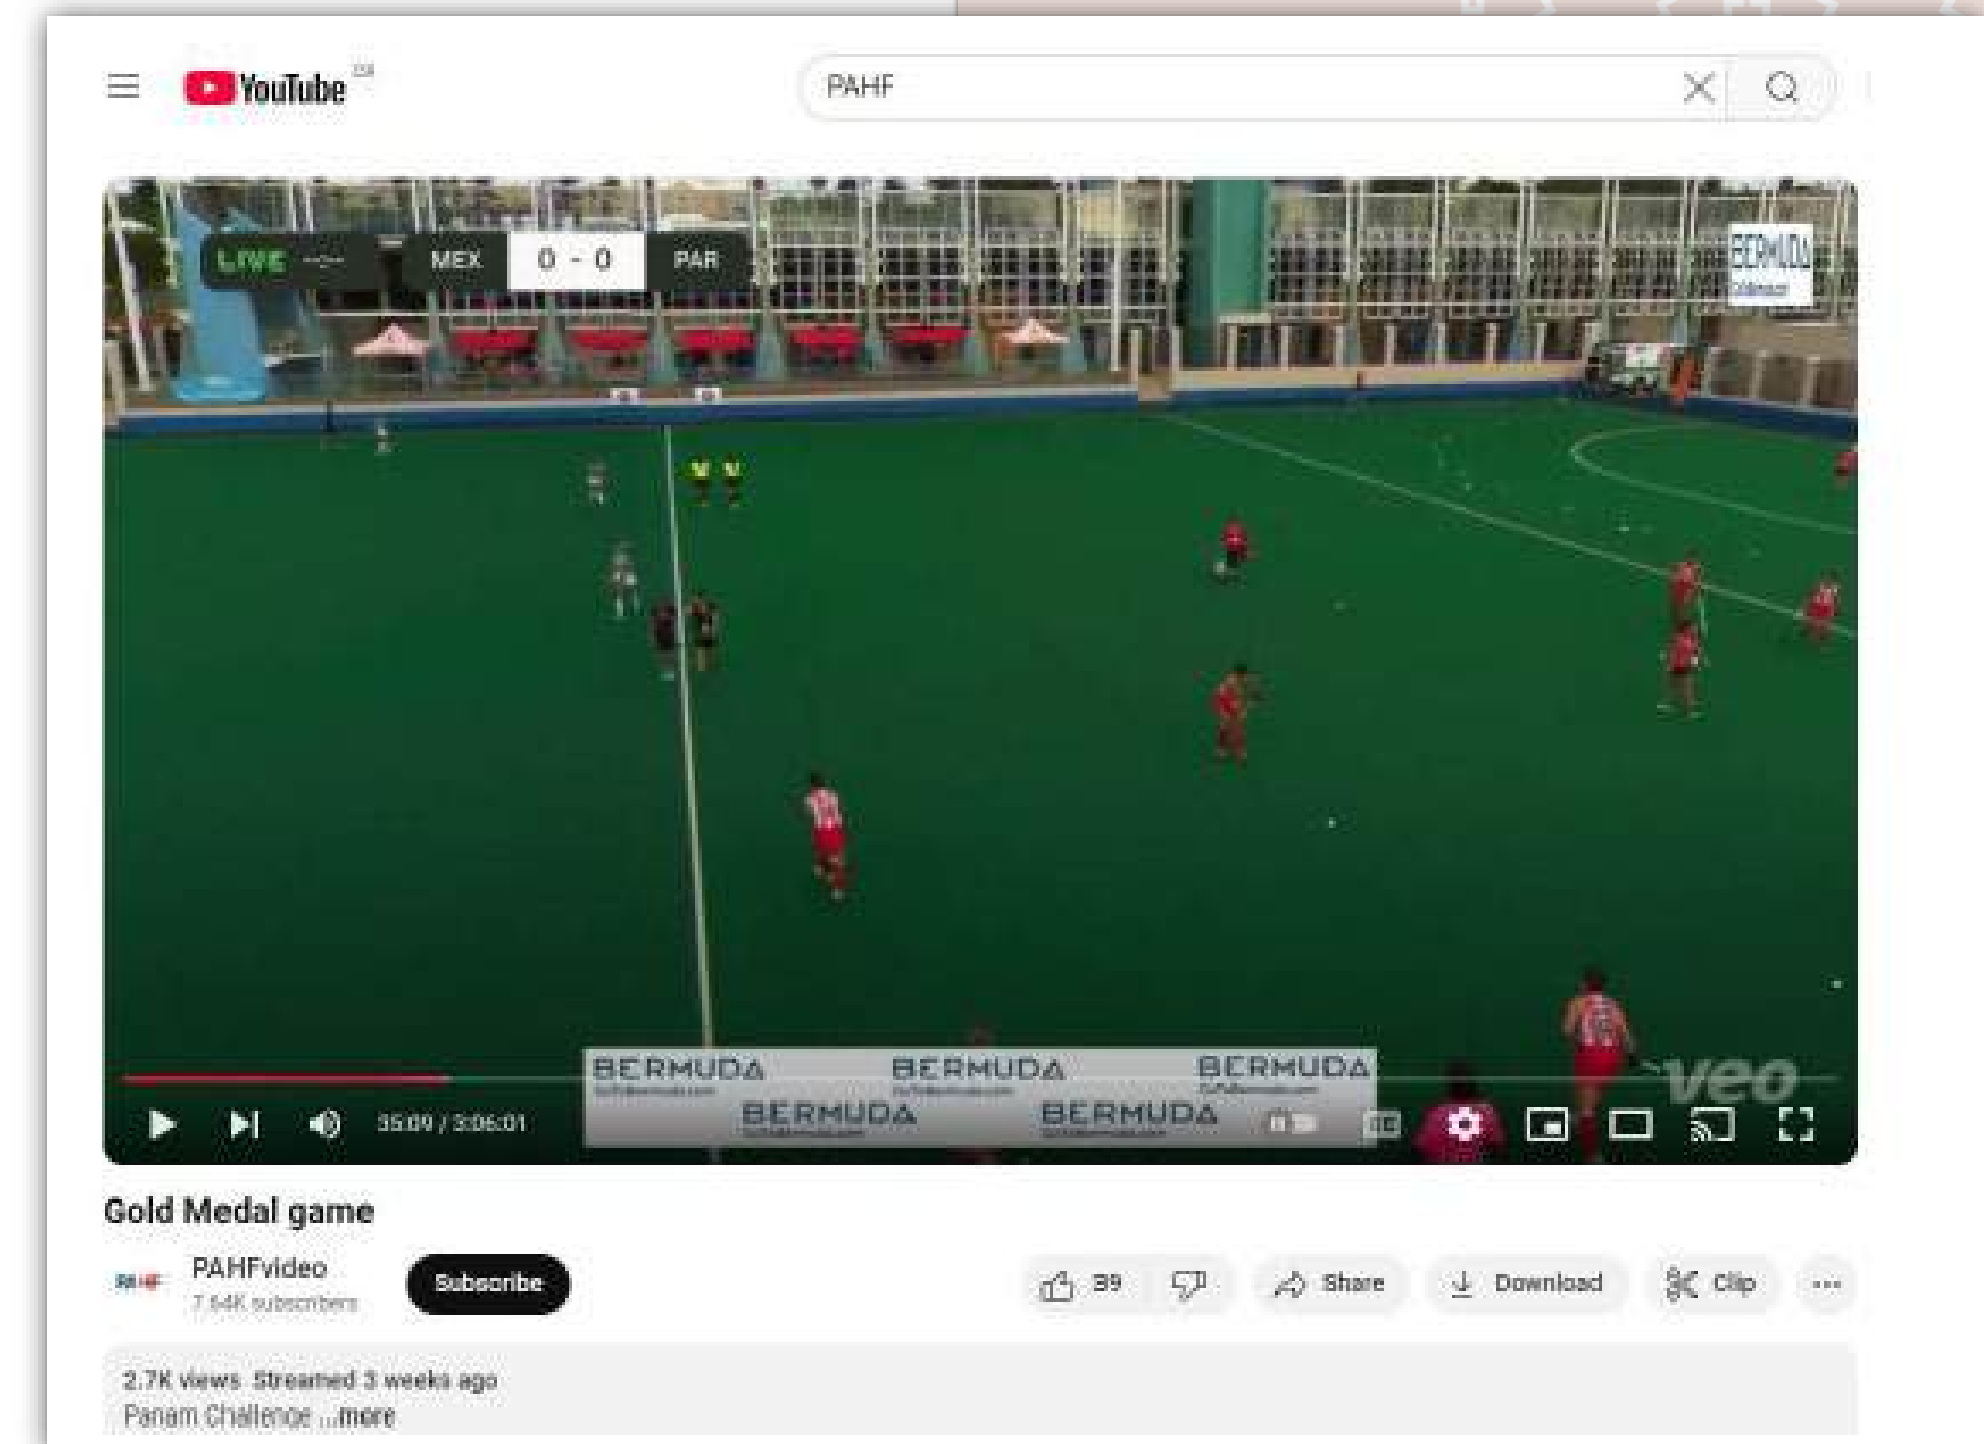 YouTube
PAHF
LIVE --:-- MEX 0 - 0 PAR
BERMUDA
BERMUDA BERMUDA BERMUDA
BERMUDA BERMUDA
veo
35:09 / 3:06:01
Gold Medal game
PAHFvideo
7.64K subscribers
Subscribe
39 Share Download Clip ...
2.7K views Streamed 3 weeks ago
Panam Challenge ...more